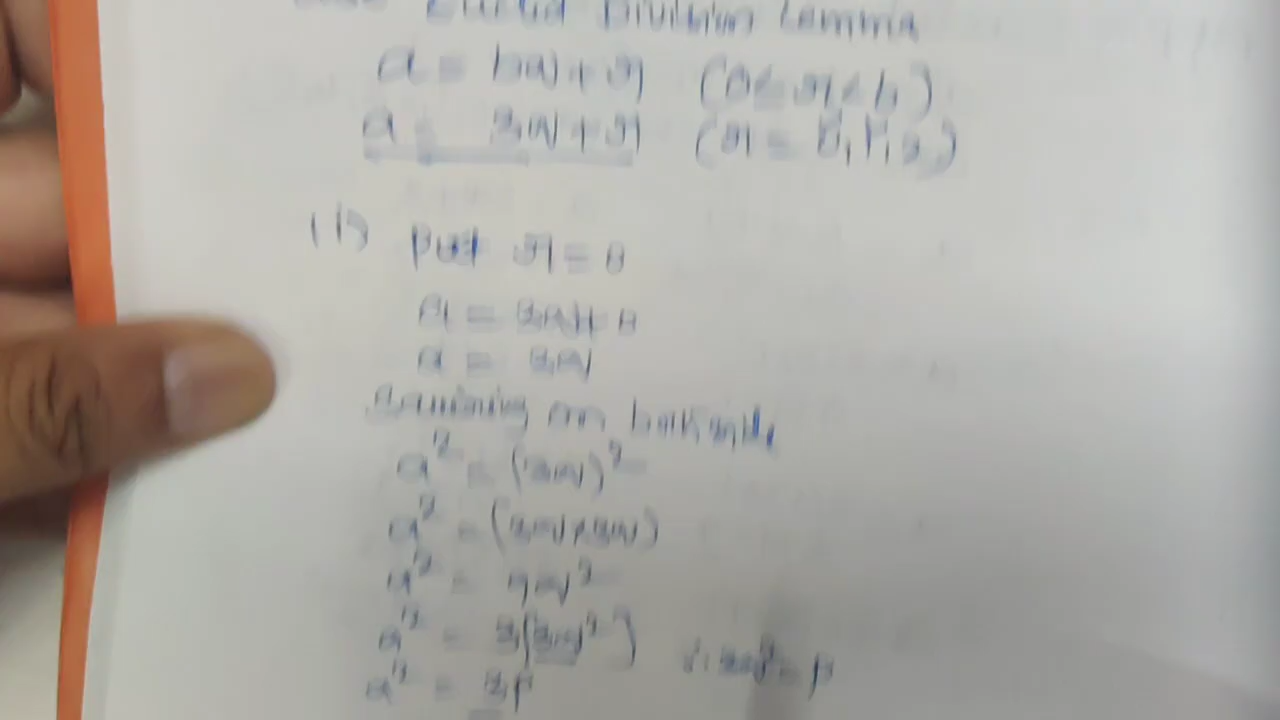 Euclid Division Lemma
a = bq + r (0 ≤ r < b)
a = 3q + r (r = 0, 1, 2)
(i) put r = 0
a = 3q + 0
a = 3q
on both side
a² = (3q)²
a² = (3q × 3q)
a² = 9q²
a² = 3(3q²) ∵ 3q² = p
a² = 3p